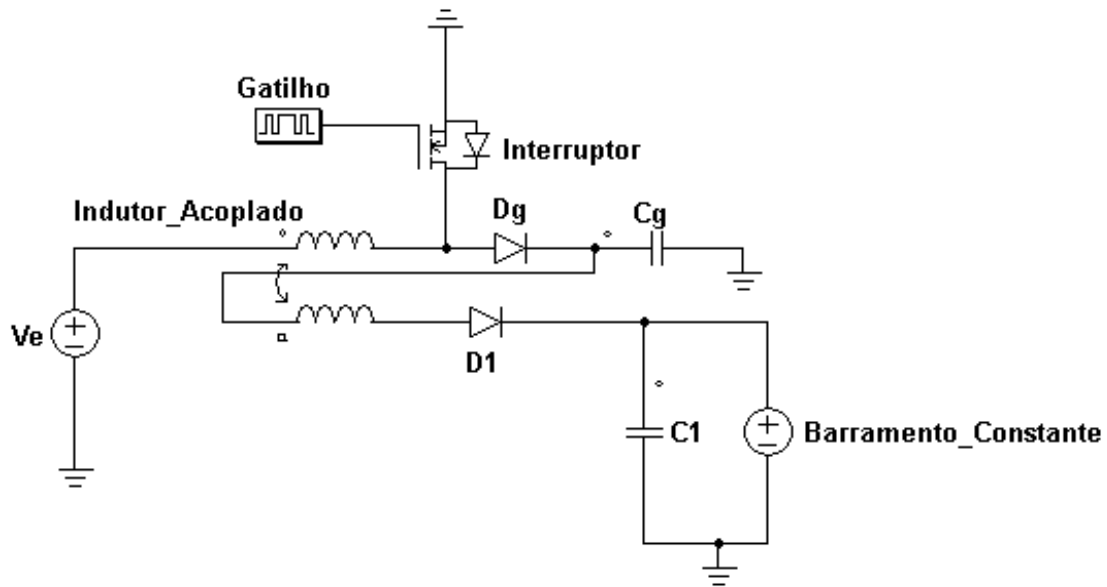 Gatilho
Interruptor
Indutor_Acoplado
Dg
Cg
Ve
D1
C1
Barramento_Constante